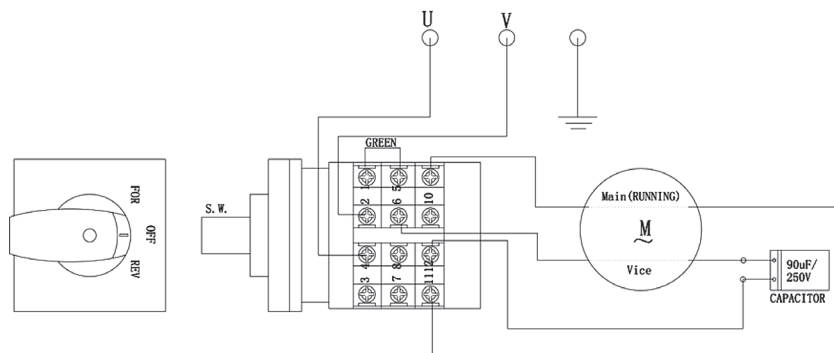 U
V
GREEN
1
5
2
6
10
S.W.
4
8
12
3
7
11
FOR
OFF
REV
Main(RUNNING)
M
~
Vice
90uF/
250V
CAPACITOR